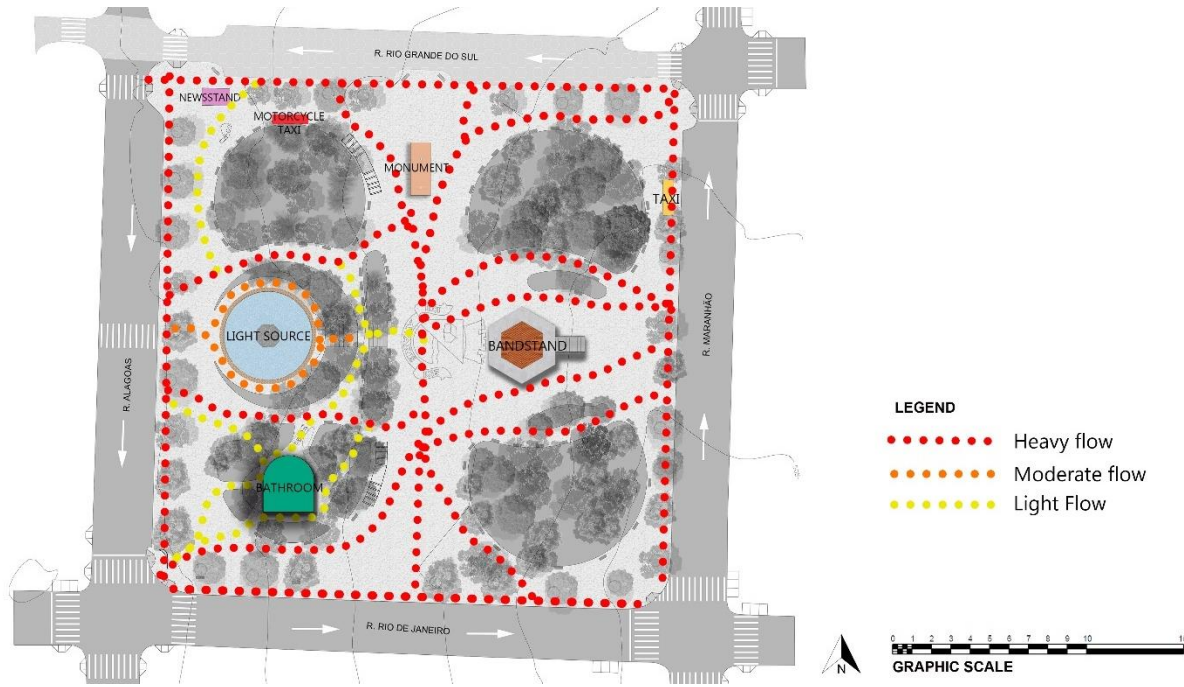 R. RIO GRANDE DO SUL
NEWSSTAND
MOTORCYCLE
TAXI
MONUMENT
TAXI
LIGHT SOURCE
BANDSTAND
R. ALAGOAS
R. MARANHÃO
BATHROOM
R. RIO DE JANEIRO
LEGEND
Heavy flow
Moderate flow
Light Flow
N
0 1 2 3 4 5 6 7 8 9 10
GRAPHIC SCALE